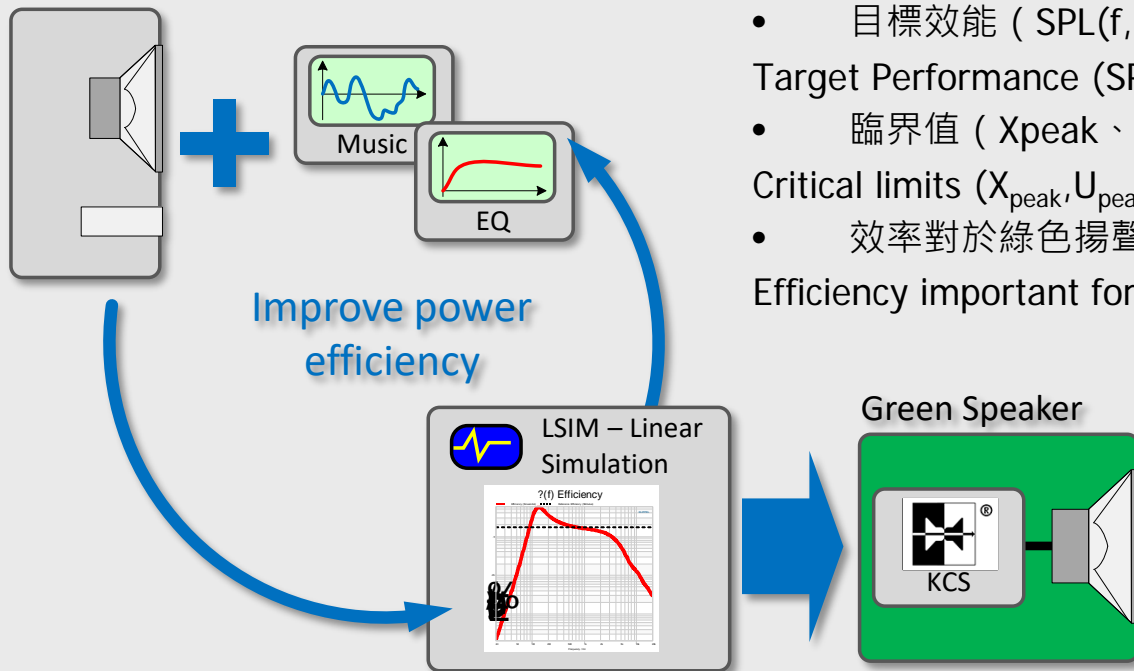 • 目標效能 ( SPL(f,
Target Performance (SP
• 臨界值 ( Xpeak、
Critical limits (Xpeak,Upea
• 效率對於綠色揚聲
Efficiency important for
Music
EQ
Improve power
efficiency
LSIM – Linear
Simulation
?(f) Efficiency
Green Speaker
®
KCS